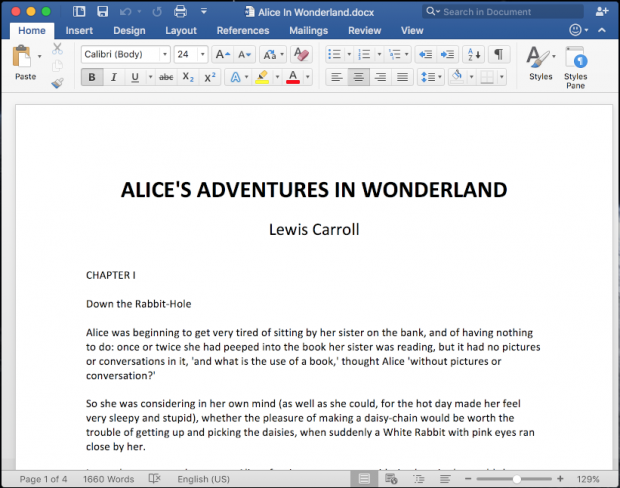 Alice In Wonderland.docx
Search in Document
Home Insert Design Layout References Mailings Review View
Paste
Calibri (Body) 24
B I U abc X₂ X²
A
Styles
Styles Pane
ALICE'S ADVENTURES IN WONDERLAND
Lewis Carroll
CHAPTER I
Down the Rabbit-Hole
Alice was beginning to get very tired of sitting by her sister on the bank, and of having nothing
to do: once or twice she had peeped into the book her sister was reading, but it had no pictures
or conversations in it, 'and what is the use of a book,' thought Alice 'without pictures or
conversation?'
So she was considering in her own mind (as well as she could, for the hot day made her feel
very sleepy and stupid), whether the pleasure of making a daisy-chain would be worth the
trouble of getting up and picking the daisies, when suddenly a White Rabbit with pink eyes ran
close by her.
Page 1 of 4 1660 Words English (US) 129%